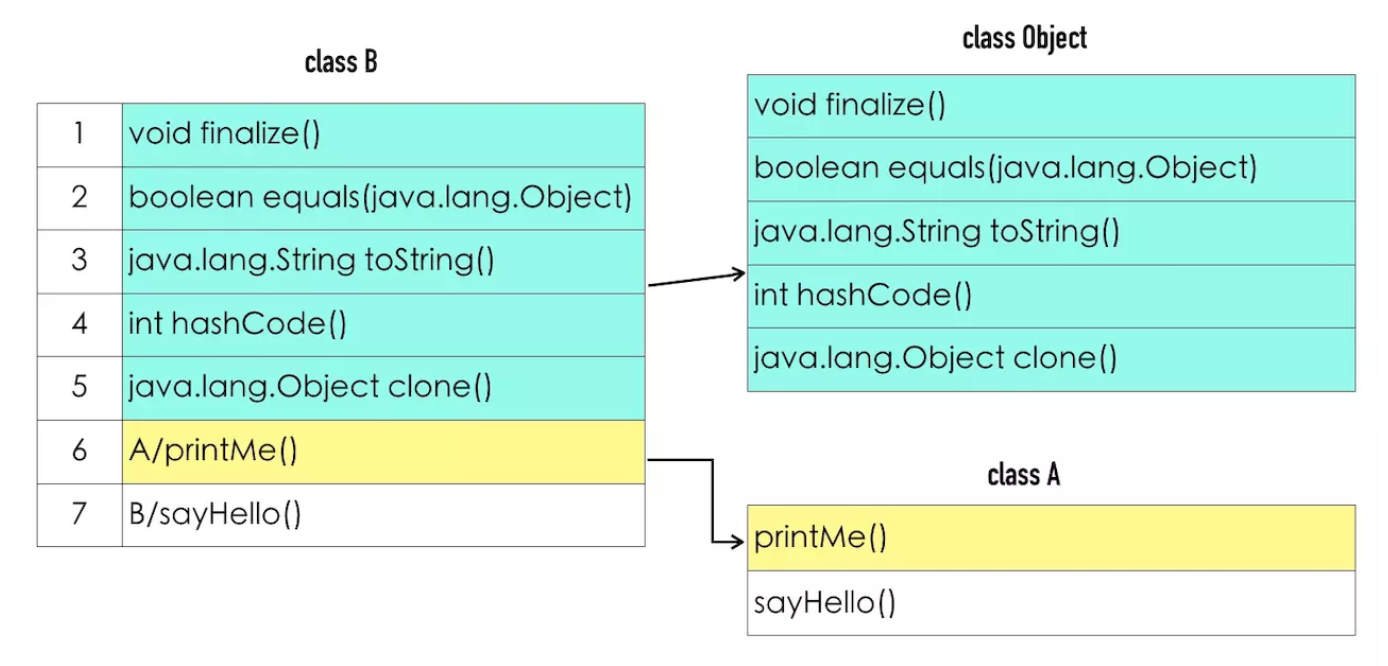 class B
1 void finalize()
2 boolean equals(java.lang.Object)
3 java.lang.String toString()
4 int hashCode()
5 java.lang.Object clone()
6 A/printMe()
7 B/sayHello()
class Object
void finalize()
boolean equals(java.lang.Object)
java.lang.String toString()
int hashCode()
java.lang.Object clone()
class A
printMe()
sayHello()